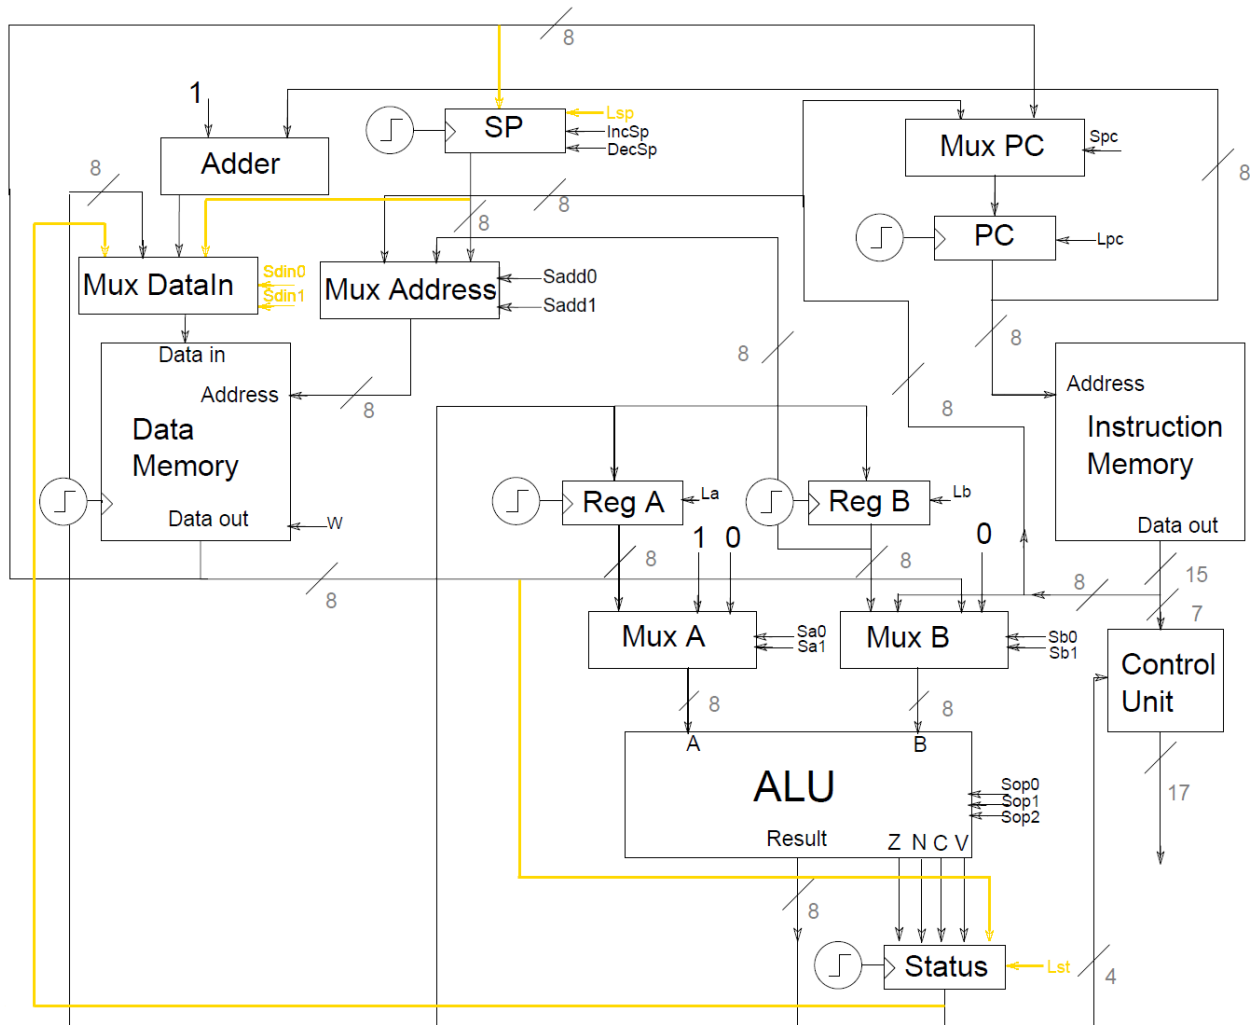 8
1
SP
Lsp
IncSp
DecSp
Mux PC
Spc
Adder
8
8
8
8
PC
Lpc
Mux DataIn
Sdin0
Sdin1
Mux Address
Sadd0
Sadd1
8
8
Data in
Address
8
8
Address
Data
Memory
Instruction
Memory
Reg A
La
Reg B
Lb
Data out
W
Data out
1 0
0
8
8
8
8
15
7
Mux A
Sa0
Sa1
Mux B
Sb0
Sb1
Control
Unit
8
8
A
B
ALU
Sop0
Sop1
Sop2
17
Result
Z N C V
8
Status
Lst
4